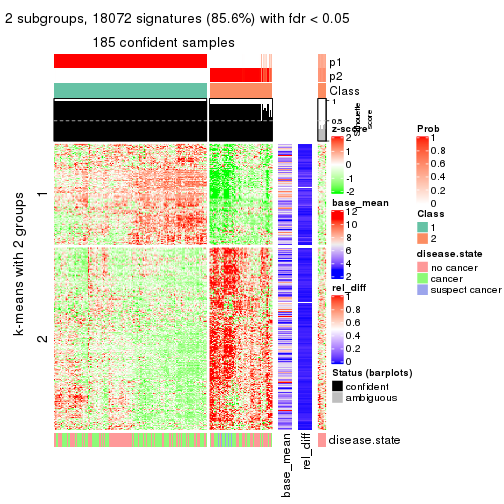 2 subgroups, 18072 signatures (85.6%) with fdr < 0.05
185 confident samples
p1
p2
Class
1
0.5
0
Silhouette
score
z-score
2
1
0
-1
-2
base_mean
12
10
8
6
4
2
rel_diff
1
0.8
0.6
0.4
0.2
0
Status (barplots)
confident
ambiguous
Prob
1
0.8
0.6
0.4
0.2
0
Class
1
2
disease.state
no cancer
cancer
suspect cancer
k-means with 2 groups
1
2
disease.state
base_mean
rel_diff